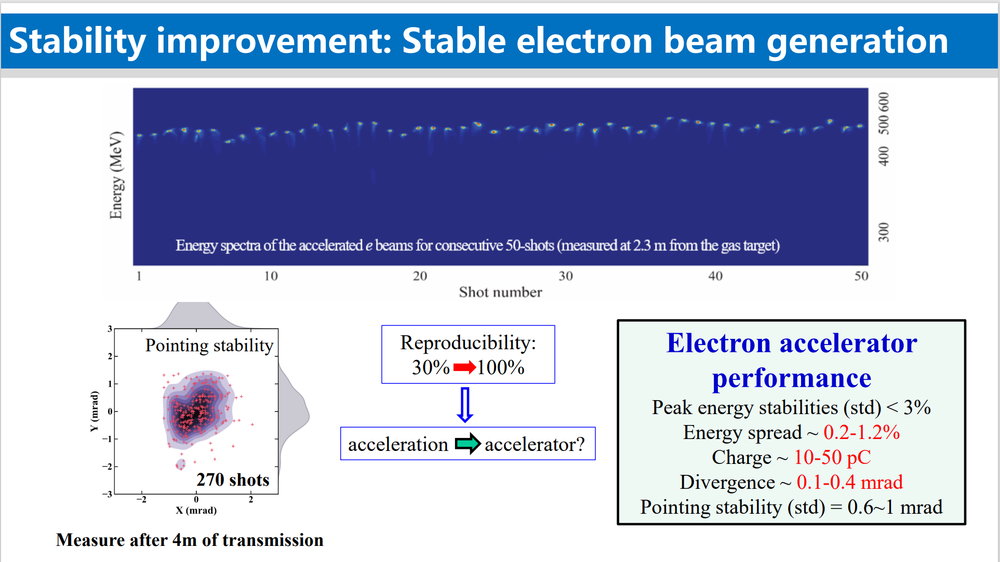 Stability improvement: Stable electron beam generation
Energy (MeV)
600
500
400
300
Energy spectra of the accelerated e beams for consecutive 50-shots (measured at 2.3 m from the gas target)
1 10 20 30 40 50
Shot number
Pointing stability
3
2
1
0
−1
−2
−3
Y (mrad)
270 shots
−2 0 2
X (mrad)
Measure after 4m of transmission
Reproducibility:
30% 100%
acceleration accelerator?
Electron accelerator
performance
Peak energy stabilities (std) < 3%
Energy spread ~ 0.2-1.2%
Charge ~ 10-50 pC
Divergence ~ 0.1-0.4 mrad
Pointing stability (std) = 0.6~1 mrad